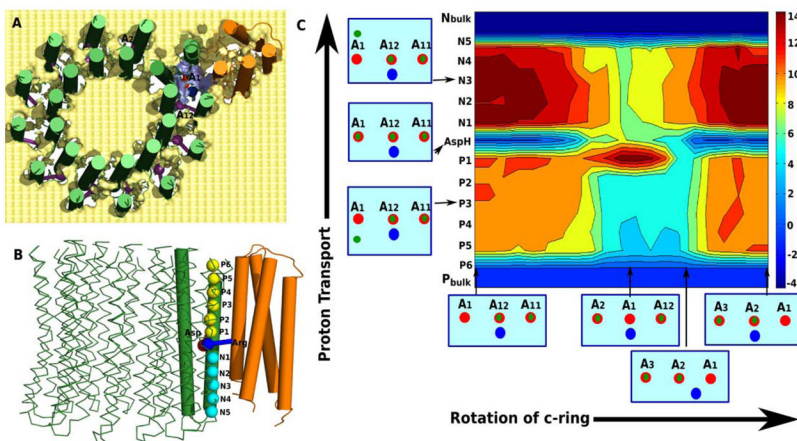 A
A2
A1
A12
B
P6
P5
P4
P3
P2
P1
Asp
Arg
N1
N2
N3
N4
N5
C
Proton Transport
A1 A12 A11
A1 A12 A11
A1 A12 A11
Nbulk
N5
N4
N3
N2
N1
AspH
P1
P2
P3
P4
P5
P6
Pbulk
14
12
10
8
6
4
2
0
-2
-4
A1 A12 A11
A2 A1 A12
A3 A2 A1
A3 A2 A1
Rotation of c-ring